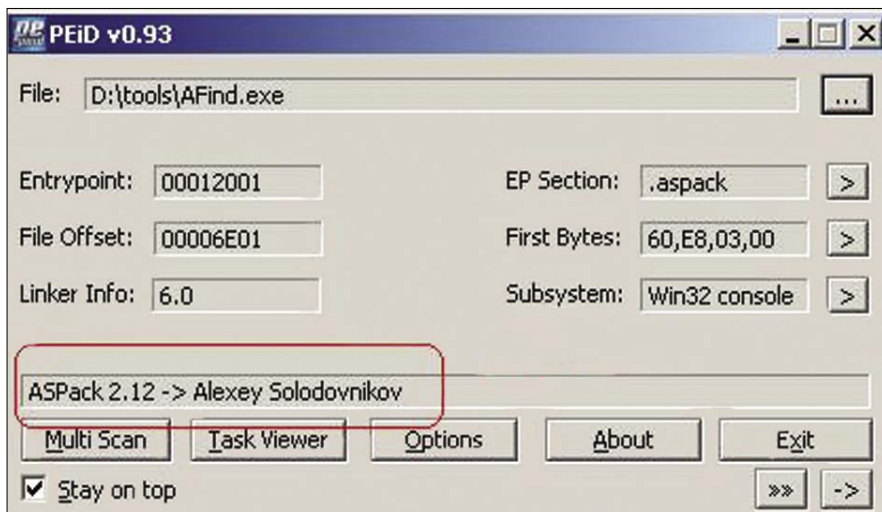 PEiD v0.93
File: D:\tools\AFind.exe ...
Entrypoint: 00012001 EP Section: .aspack >
File Offset: 00006E01 First Bytes: 60,E8,03,00 >
Linker Info: 6.0 Subsystem: Win32 console >
ASPack 2.12 -> Alexey Solodovnikov
Multi Scan Task Viewer Options About Exit
Stay on top »» ->